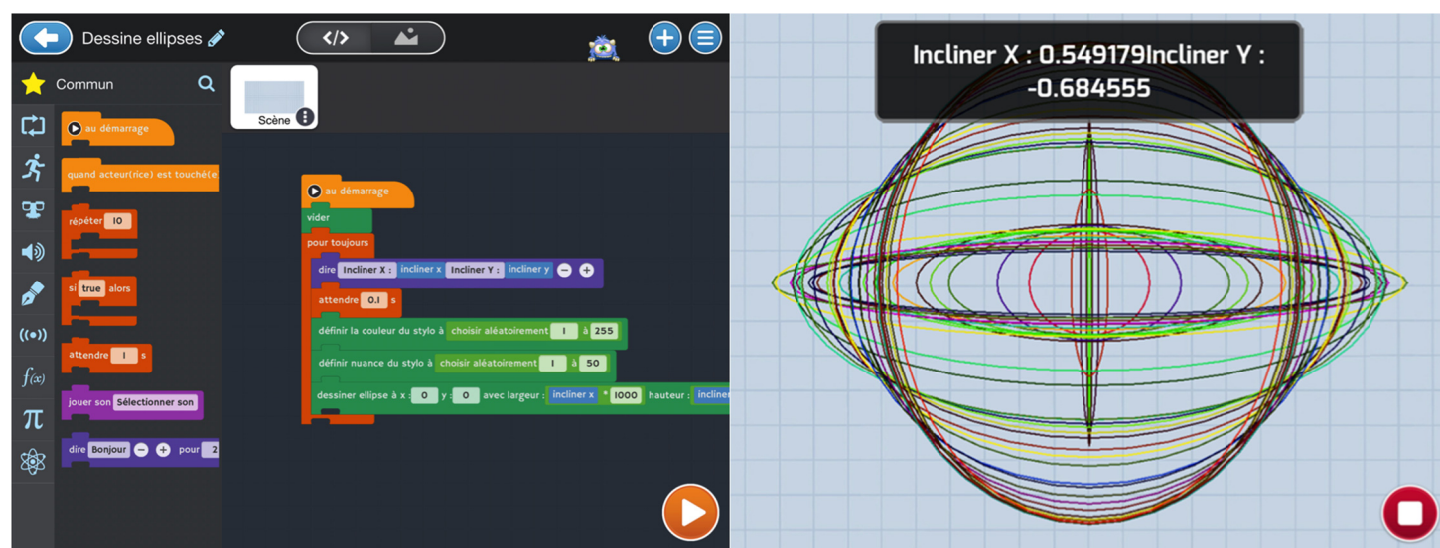 Dessine ellipses
</>
Commun
au démarrage
quand acteur(rice) est touché(e
répéter 10
si true alors
attendre 1 s
jouer son Sélectionner son
dire Bonjour − + pour 2
f(x)
π
Scène
au démarrage
vider
pour toujours
dire Incliner X : incliner x Incliner Y : incliner y − +
attendre 0.1 s
définir la couleur du stylo à choisir aléatoirement 1 à 255
définir nuance du stylo à choisir aléatoirement 1 à 50
dessiner ellipse à x : 0 y : 0 avec largeur : incliner x * 1000 hauteur : incliner
Incliner X : 0.549179Incliner Y :
-0.684555